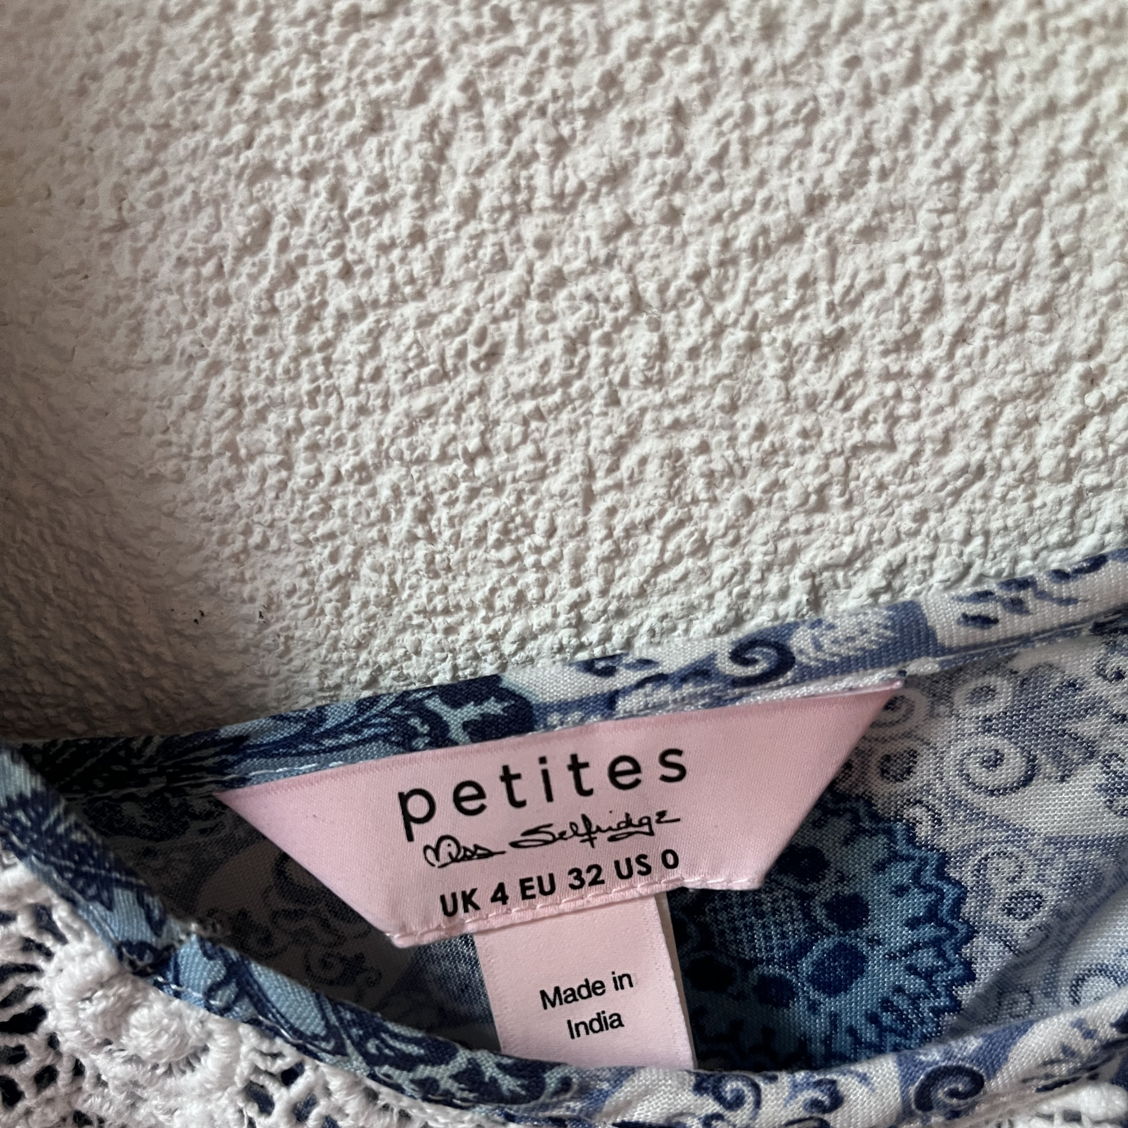 petites
Miss Selfridge
UK 4 EU 32 US 0
Made in
India